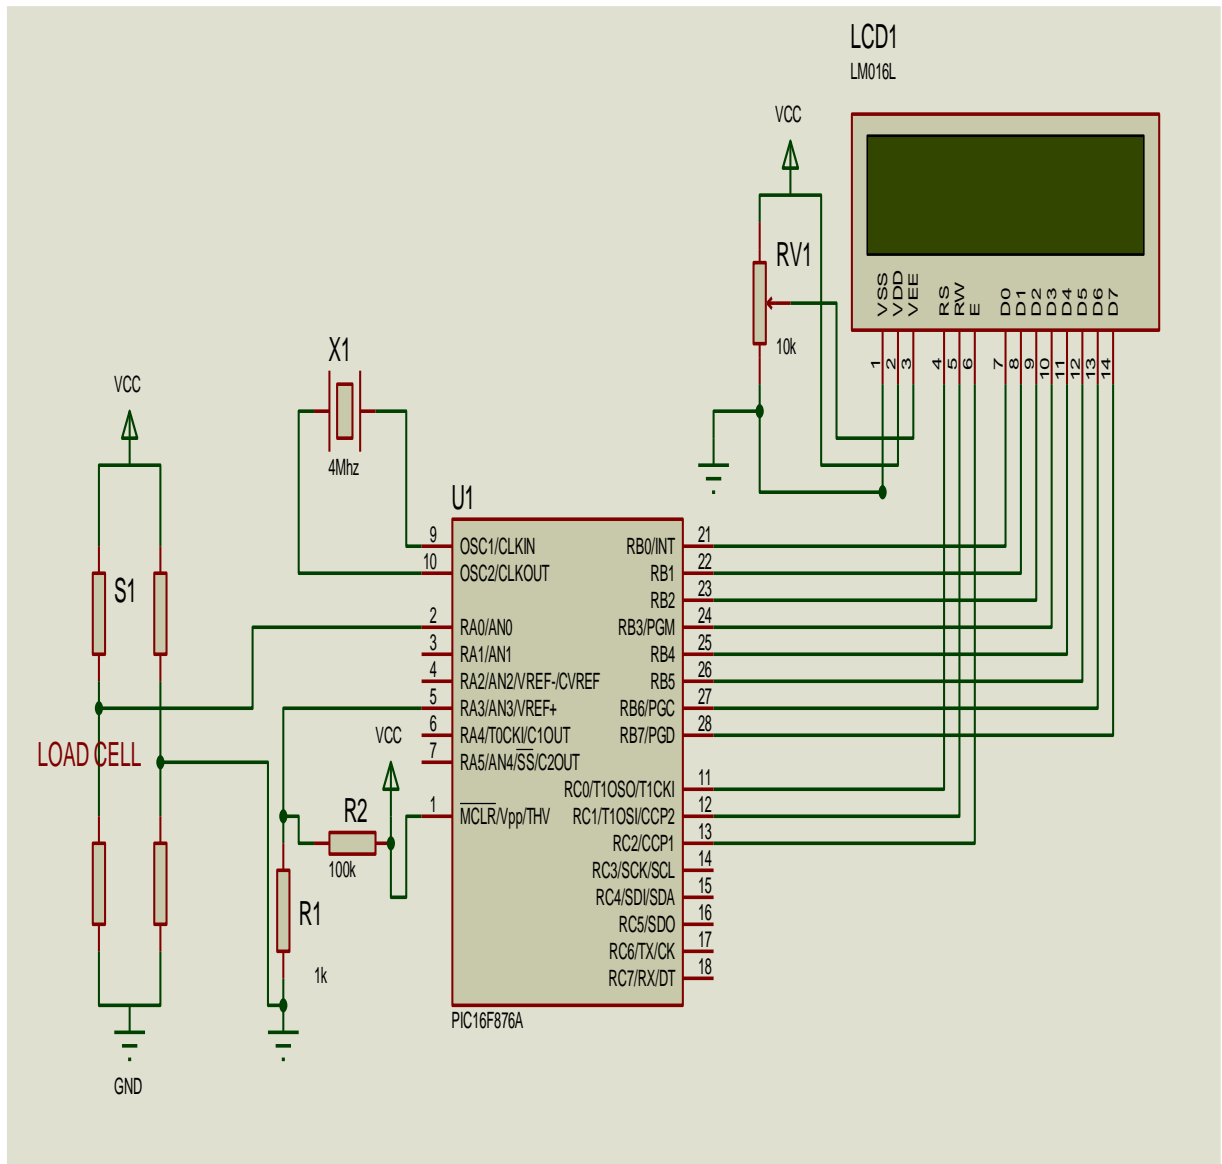 LCD1
LM016L
VCC
RV1
10k
VSS
VDD
VEE
RS
RW
E
D0
D1
D2
D3
D4
D5
D6
D7
1
2
3
4
5
6
7
8
9
10
11
12
13
14
X1
4Mhz
VCC
S1
LOAD CELL
GND
U1
9 OSC1/CLKIN RB0/INT 21
10 OSC2/CLKOUT RB1 22
RB2 23
2 RA0/AN0 RB3/PGM 24
3 RA1/AN1 RB4 25
4 RA2/AN2/VREF-/CVREF RB5 26
5 RA3/AN3/VREF+ RB6/PGC 27
6 RA4/T0CKI/C1OUT RB7/PGD 28
7 RA5/AN4/SS/C2OUT
RC0/T1OSO/T1CKI 11
1 MCLR/Vpp/THV RC1/T1OSI/CCP2 12
RC2/CCP1 13
RC3/SCK/SCL 14
RC4/SDI/SDA 15
RC5/SDO 16
RC6/TX/CK 17
RC7/RX/DT 18
PIC16F876A
VCC
R2
100k
R1
1k